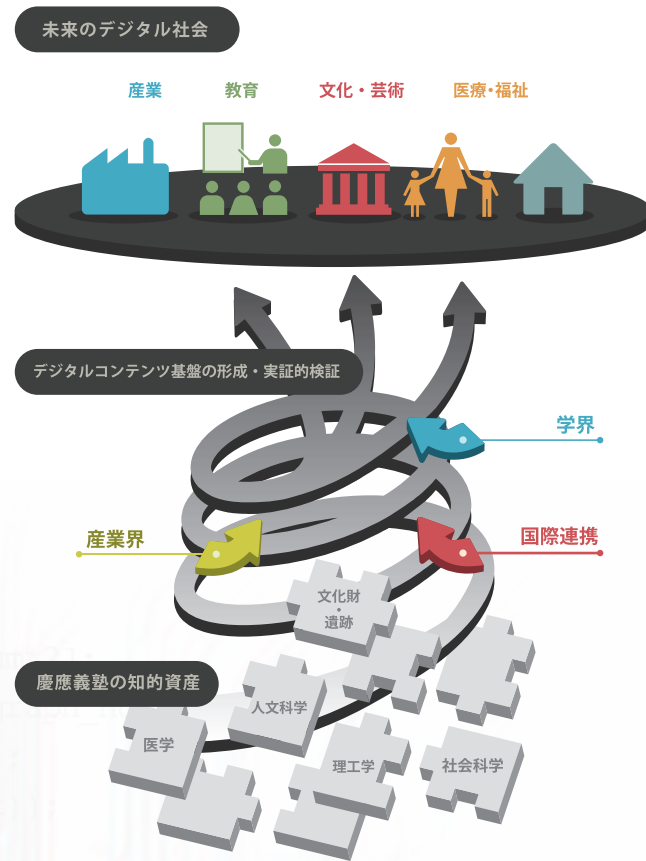 未来のデジタル社会
産業
教育
文化・芸術
医療・福祉
デジタルコンテンツ基盤の形成・実証的検証
学界
産業界
国際連携
文化財
・
遺跡
慶應義塾の知的資産
人文科学
医学
理工学
社会科学